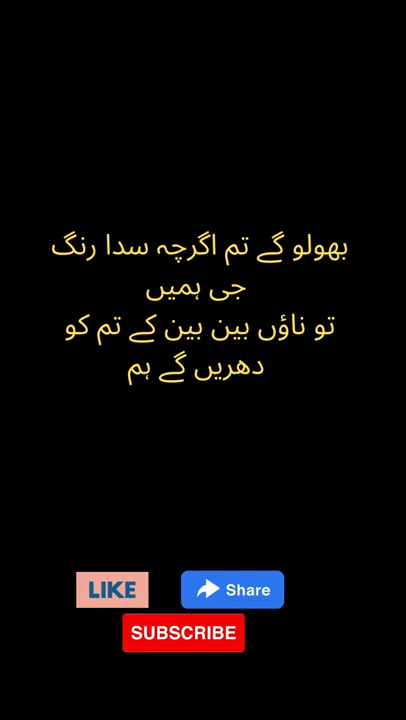 بھولو گے تم اگرچہ سدا رنگ
جی ہمیں
تو ناؤں بین بین کے تم کو
دھریں گے ہم
LIKE
Share
SUBSCRIBE